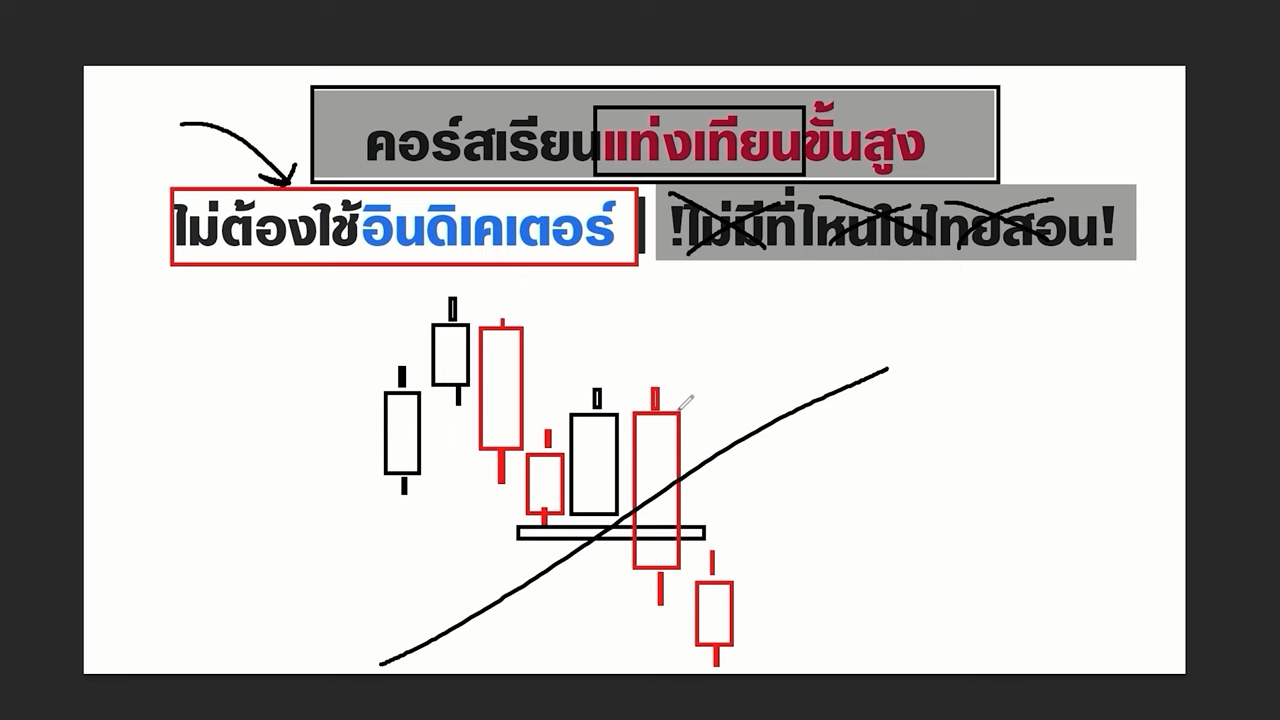 คอร์สเรียนแท่งเทียนขั้นสูง
ไม่ต้องใช้อินดิเคเตอร์ | !ไม่มีที่ไหนในไทยสอน!